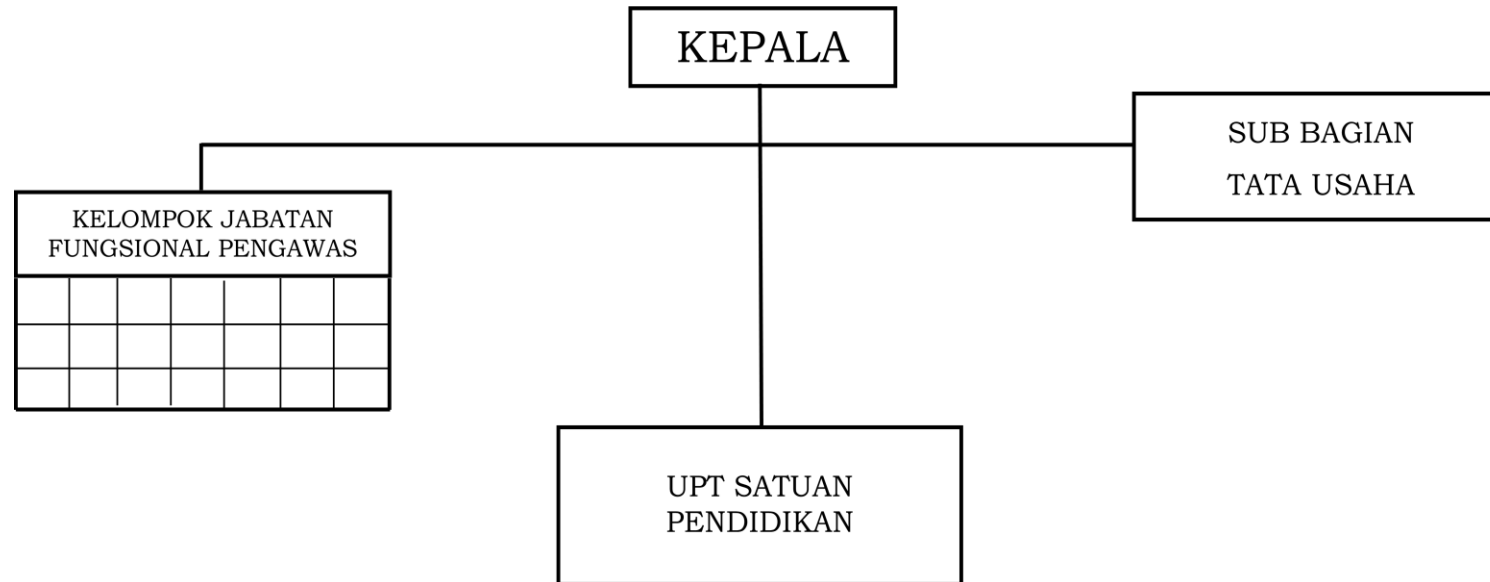 KEPALA
SUB BAGIAN
TATA USAHA
KELOMPOK JABATAN
FUNGSIONAL PENGAWAS
UPT SATUAN
PENDIDIKAN